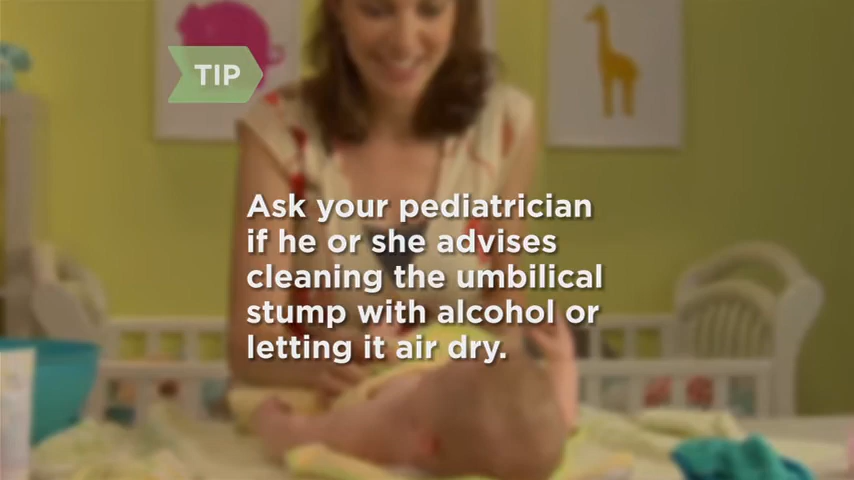 TIP
Ask your pediatrician
if he or she advises
cleaning the umbilical
stump with alcohol or
letting it air dry.